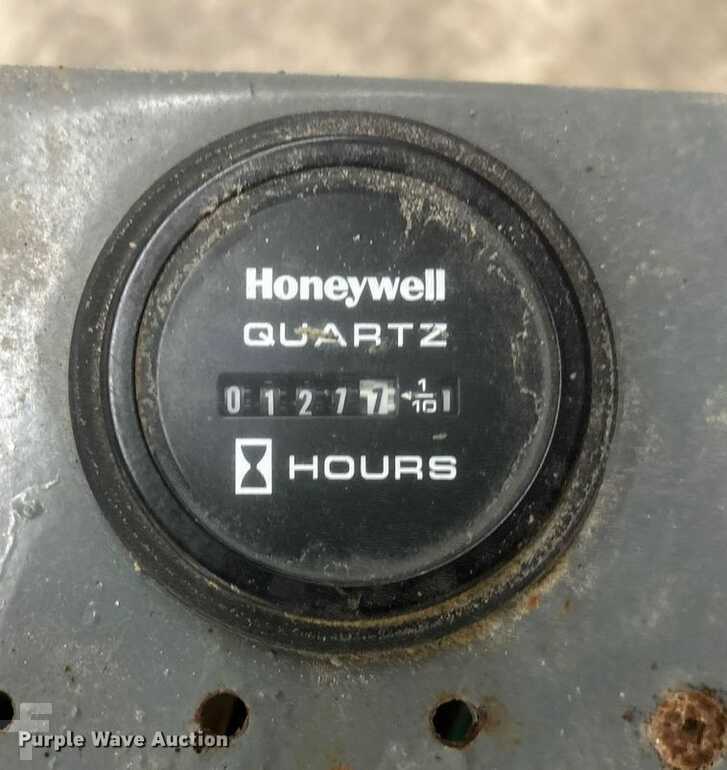 Honeywell
QUARTZ
0 1 2 7 7 1/10
HOURS
Purple Wave Auction